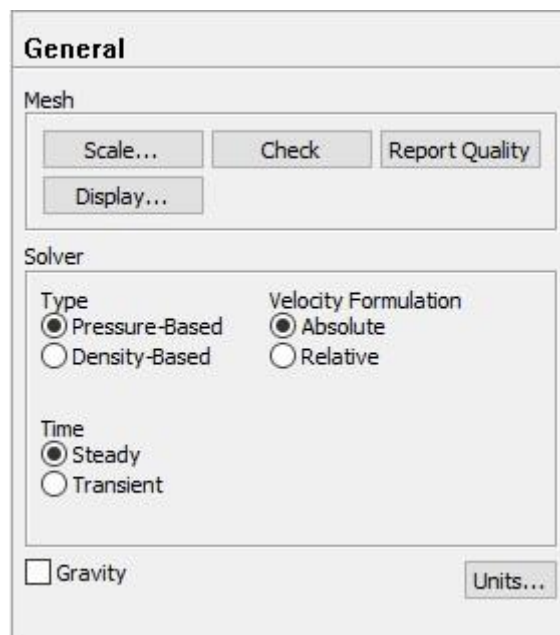 General
Mesh
Scale... Check Report Quality
Display...
Solver
Type Velocity Formulation
Pressure-Based Absolute
Density-Based Relative
Time
Steady
Transient
Gravity Units...